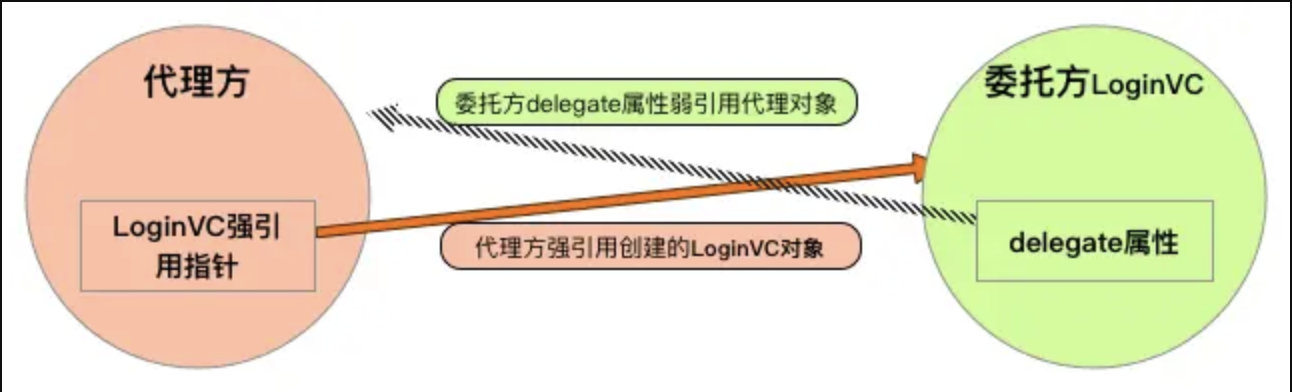 代理方
委托方LoginVC
委托方delegate属性弱引用代理对象
LoginVC强引
用指针
delegate属性
代理方强引用创建的LoginVC对象